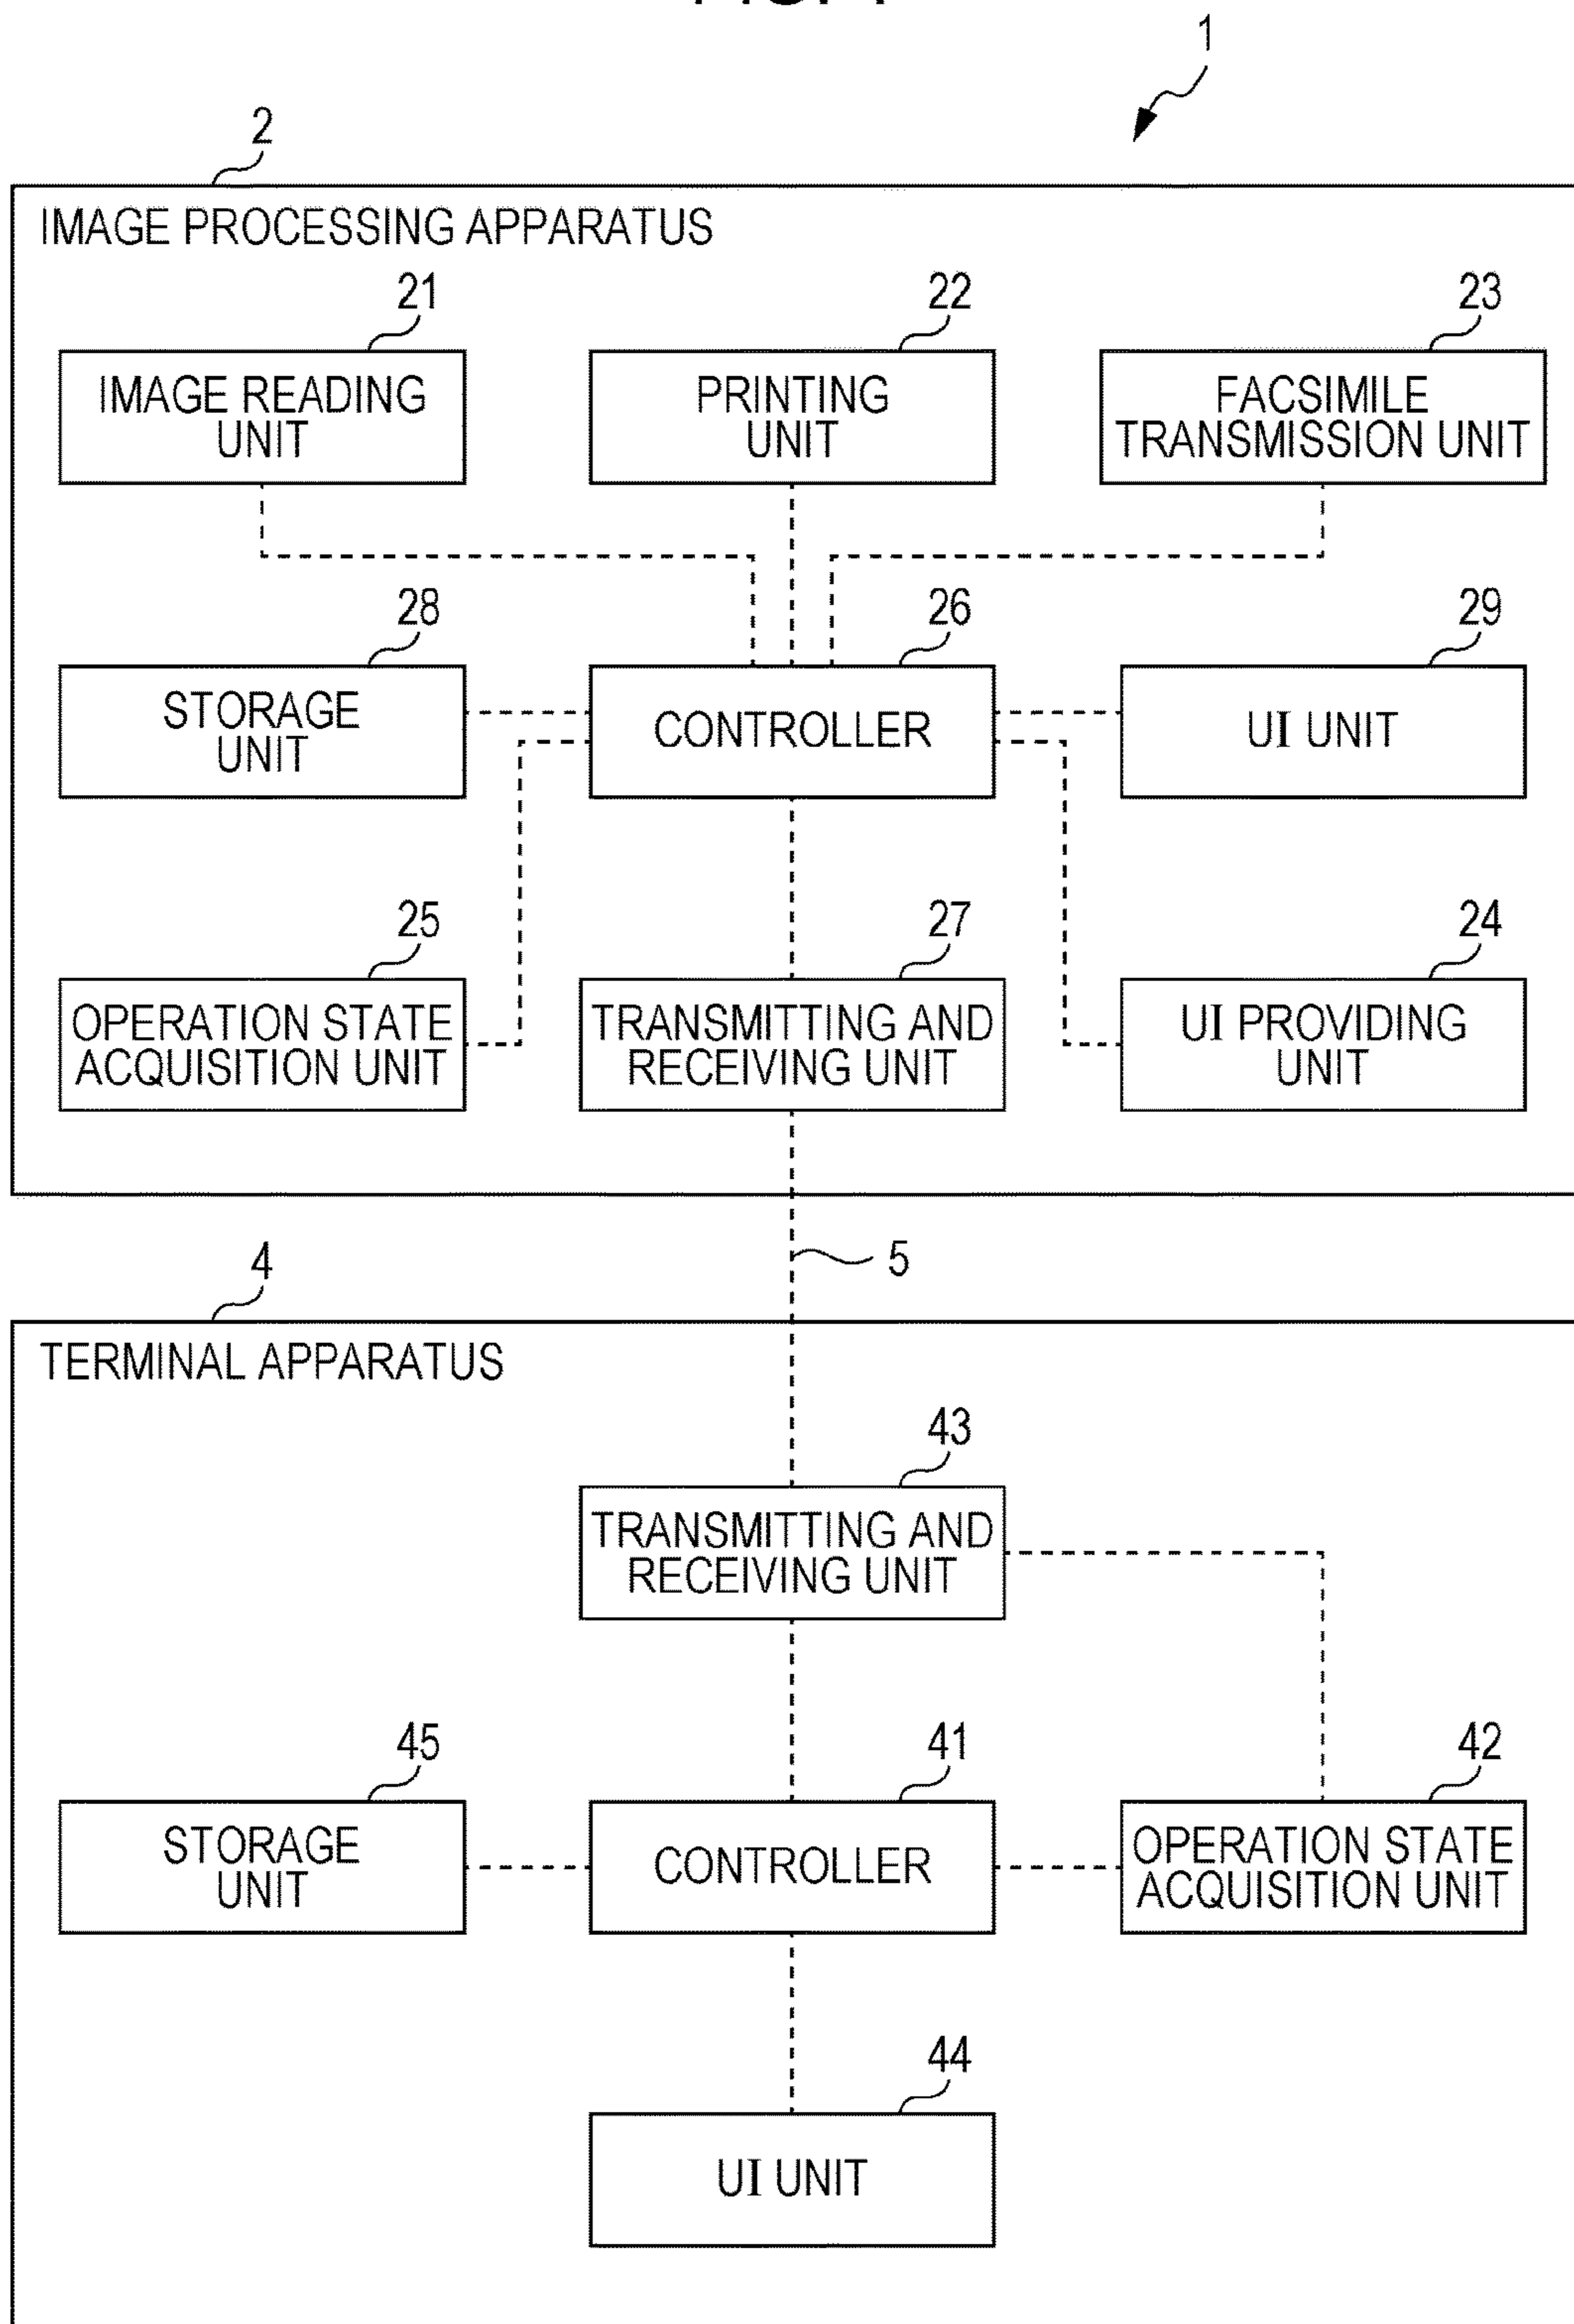 1
2
IMAGE PROCESSING APPARATUS
21
22
23
IMAGE READING
UNIT
PRINTING
UNIT
FACSIMILE
TRANSMISSION UNIT
28
26
29
STORAGE
UNIT
CONTROLLER
UI UNIT
25
27
24
OPERATION STATE
ACQUISITION UNIT
TRANSMITTING AND
RECEIVING UNIT
UI PROVIDING
UNIT
5
4
TERMINAL APPARATUS
43
TRANSMITTING AND
RECEIVING UNIT
45
41
42
STORAGE
UNIT
CONTROLLER
OPERATION STATE
ACQUISITION UNIT
44
UI UNIT